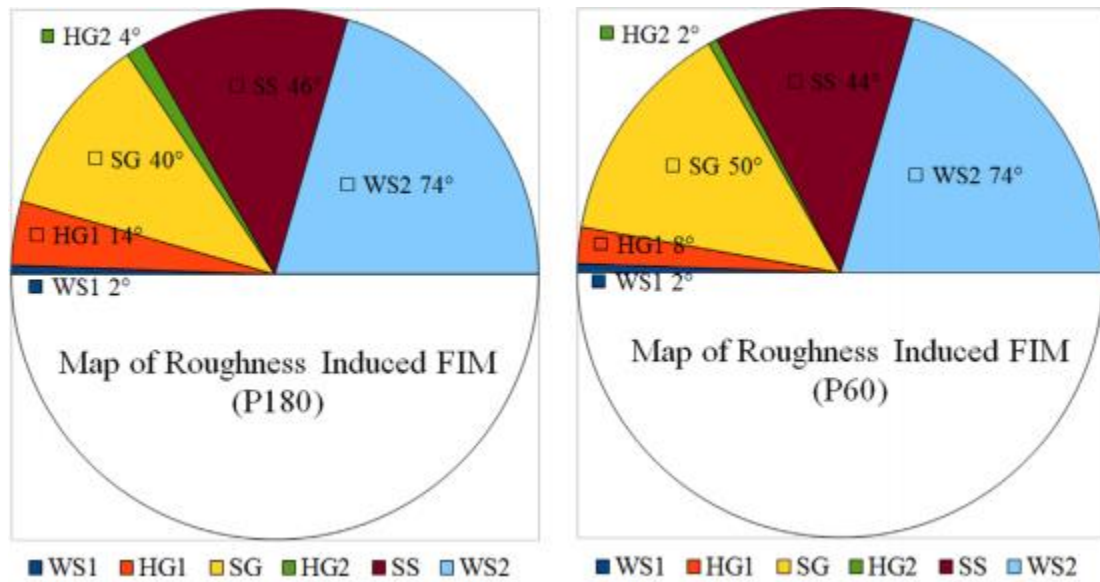 HG2 4°
SS 46°
SG 40°
WS2 74°
HG1 14°
WS1 2°
Map of Roughness Induced FIM
(P180)
WS1 HG1 SG HG2 SS WS2
HG2 2°
SS 44°
SG 50°
WS2 74°
HG1 8°
WS1 2°
Map of Roughness Induced FIM
(P60)
WS1 HG1 SG HG2 SS WS2